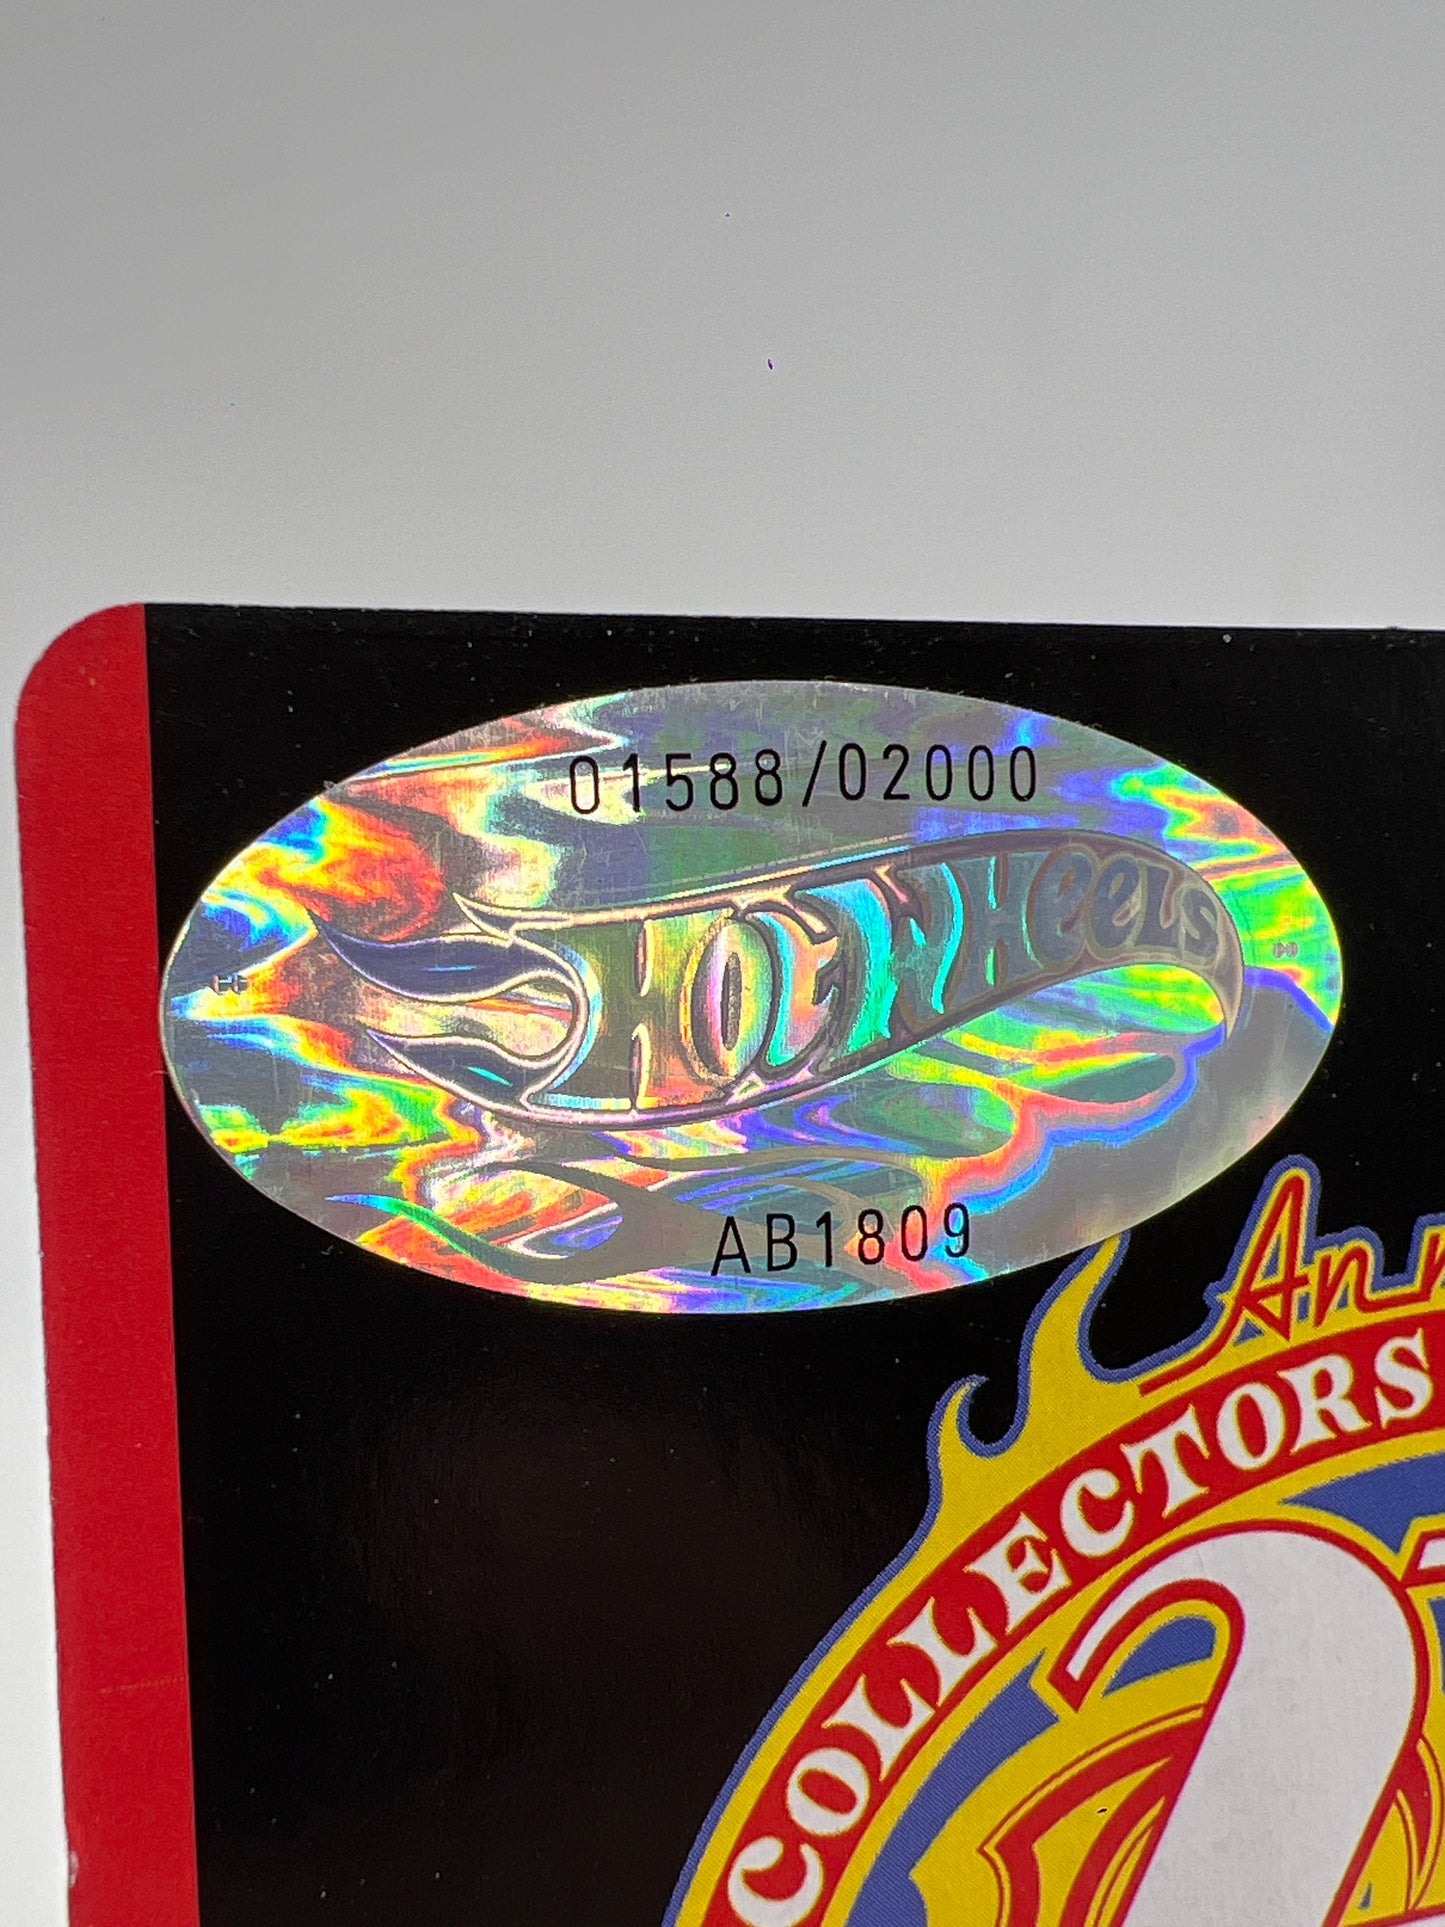 01588/02000
HOT WHEELS
AB1809
COLLECTORS